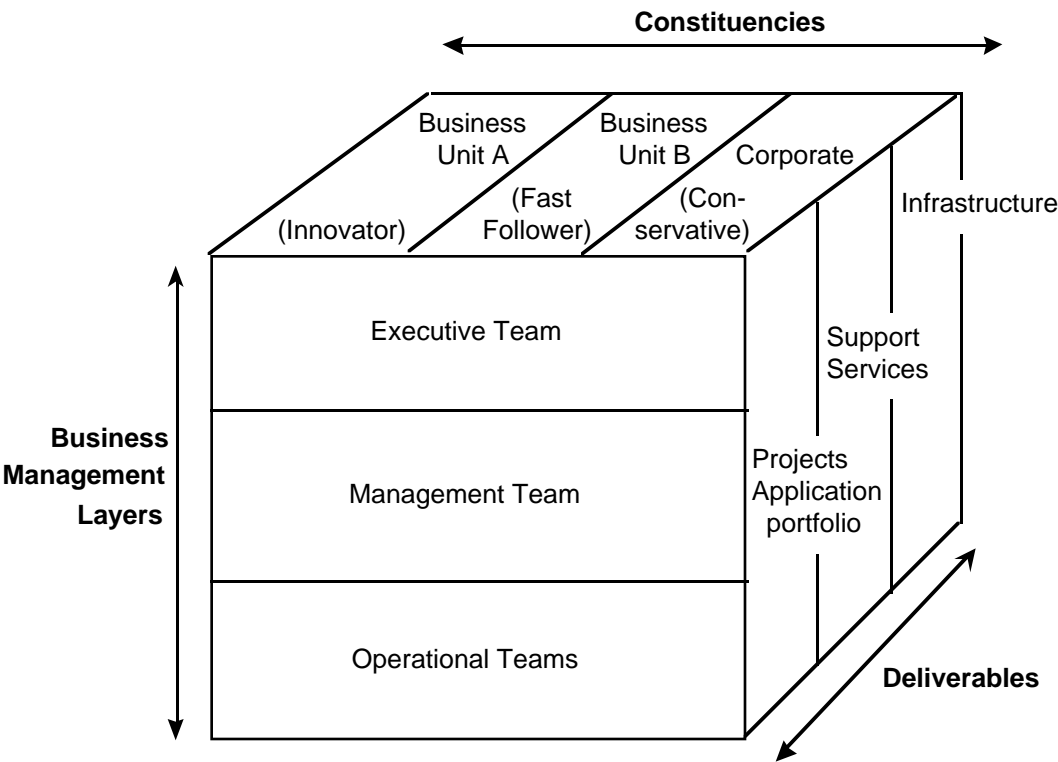 Constituencies
Business
Unit A
(Innovator)
Business
Unit B
(Fast
Follower)
Corporate
(Con-
servative)
Infrastructure
Support
Services
Projects
Application
portfolio
Executive Team
Management Team
Operational Teams
Business
Management
Layers
Deliverables